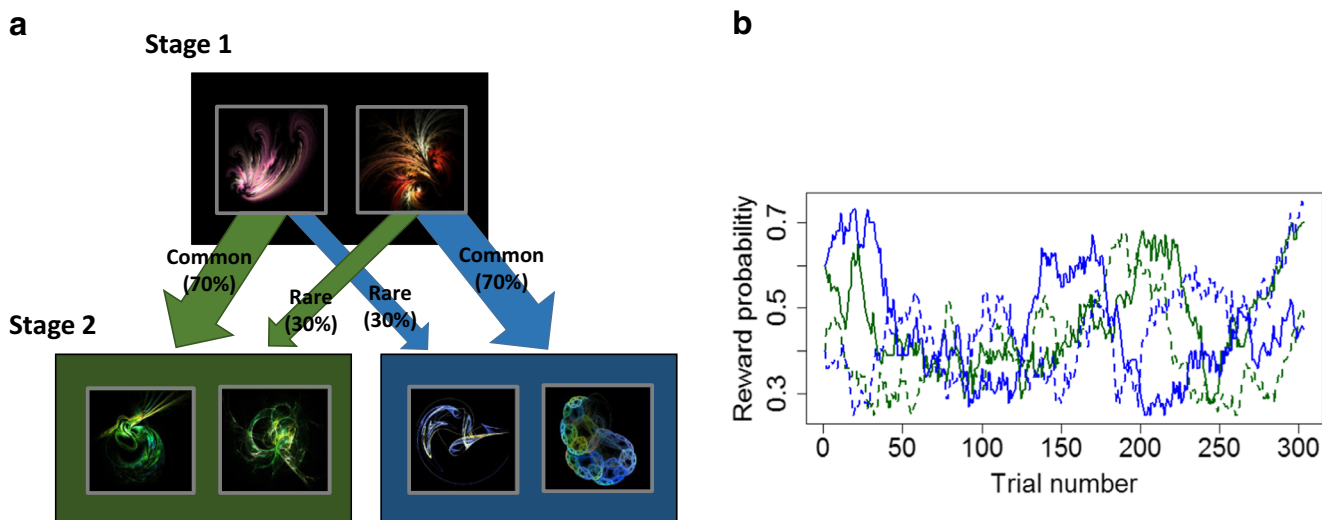 a
Stage 1
Common
(70%)
Rare
(30%)
Rare
(30%)
Common
(70%)
Stage 2
b
Reward probabilitiy
0.7
0.5
0.3
0
50
100
150
200
250
300
Trial number